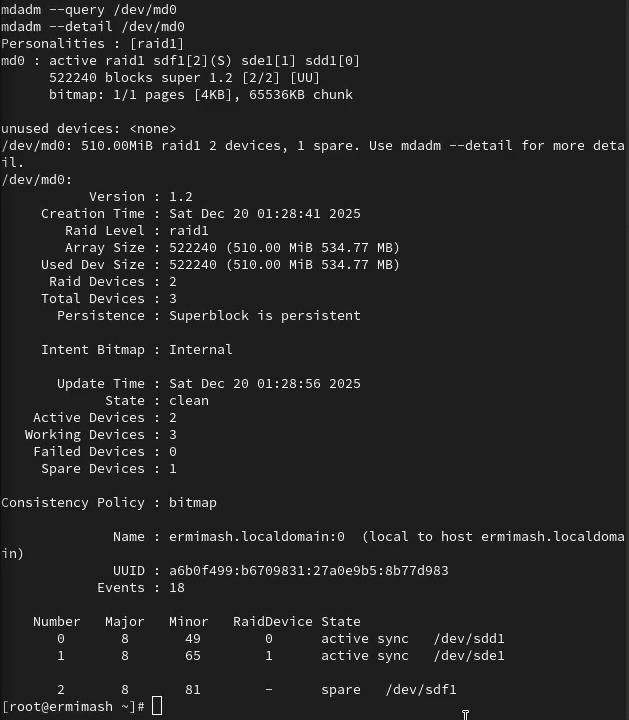 mdadm --query /dev/md0
mdadm --detail /dev/md0
Personalities : [raid1]
md0 : active raid1 sdf1[2](S) sde1[1] sdd1[0]
      522240 blocks super 1.2 [2/2] [UU]
      bitmap: 1/1 pages [4KB], 65536KB chunk

unused devices: <none>
/dev/md0: 510.00MiB raid1 2 devices, 1 spare. Use mdadm --detail for more deta
il.
/dev/md0:
           Version : 1.2
     Creation Time : Sat Dec 20 01:28:41 2025
        Raid Level : raid1
        Array Size : 522240 (510.00 MiB 534.77 MB)
     Used Dev Size : 522240 (510.00 MiB 534.77 MB)
      Raid Devices : 2
     Total Devices : 3
       Persistence : Superblock is persistent

     Intent Bitmap : Internal

       Update Time : Sat Dec 20 01:28:56 2025
             State : clean
    Active Devices : 2
   Working Devices : 3
    Failed Devices : 0
     Spare Devices : 1

Consistency Policy : bitmap

              Name : ermimash.localdomain:0  (local to host ermimash.localdoma
in)
              UUID : a6b0f499:b6709831:27a0e9b5:8b77d983
            Events : 18

    Number   Major   Minor   RaidDevice State
       0       8       49        0      active sync   /dev/sdd1
       1       8       65        1      active sync   /dev/sde1

       2       8       81        -      spare   /dev/sdf1
[root@ermimash ~]#